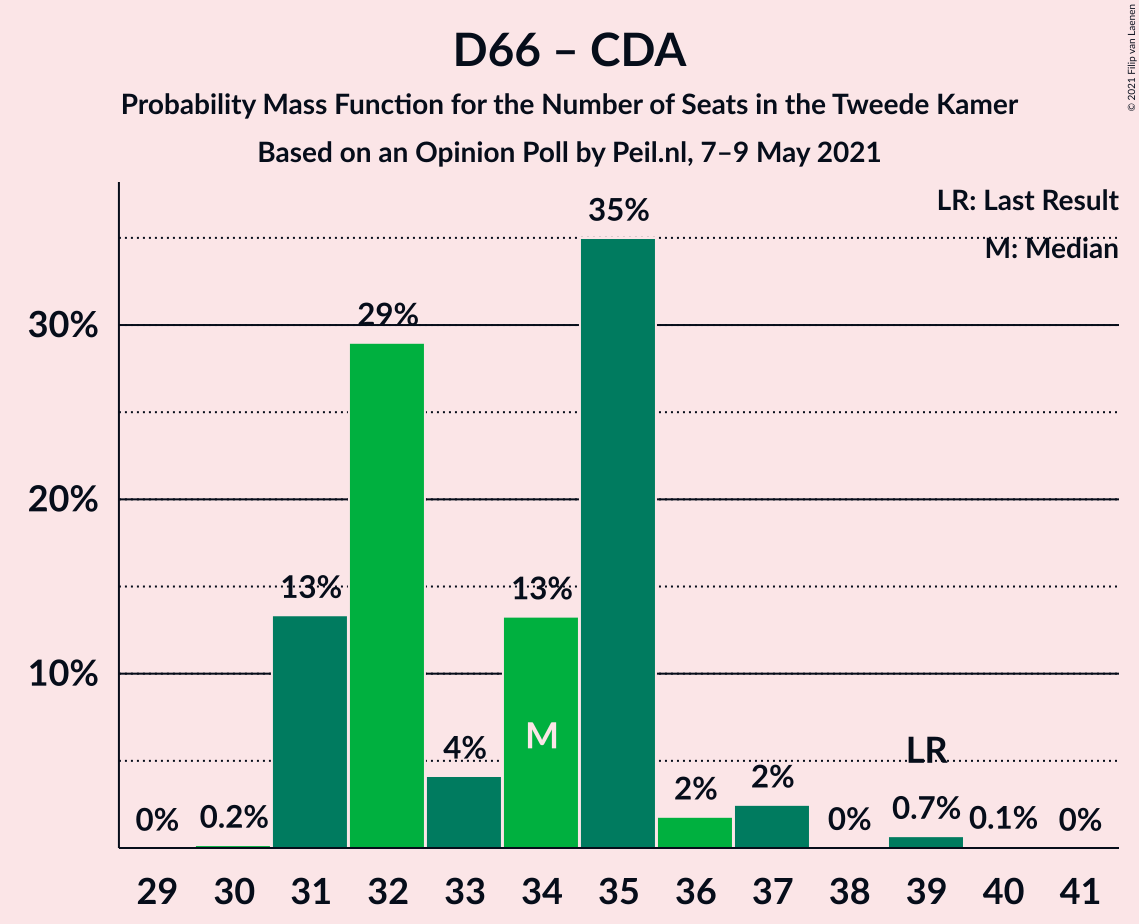 D66 – CDA
Probability Mass Function for the Number of Seats in the Tweede Kamer
Based on an Opinion Poll by Peil.nl, 7–9 May 2021
© 2021 Filip van Laenen
LR: Last Result
M: Median
35%
29%
30%
20%
13%
13%
10%
M
4%
LR
2%
2%
0%
0.2%
0%
0.7%
0.1%
0%
29 30 31 32 33 34 35 36 37 38 39 40 41